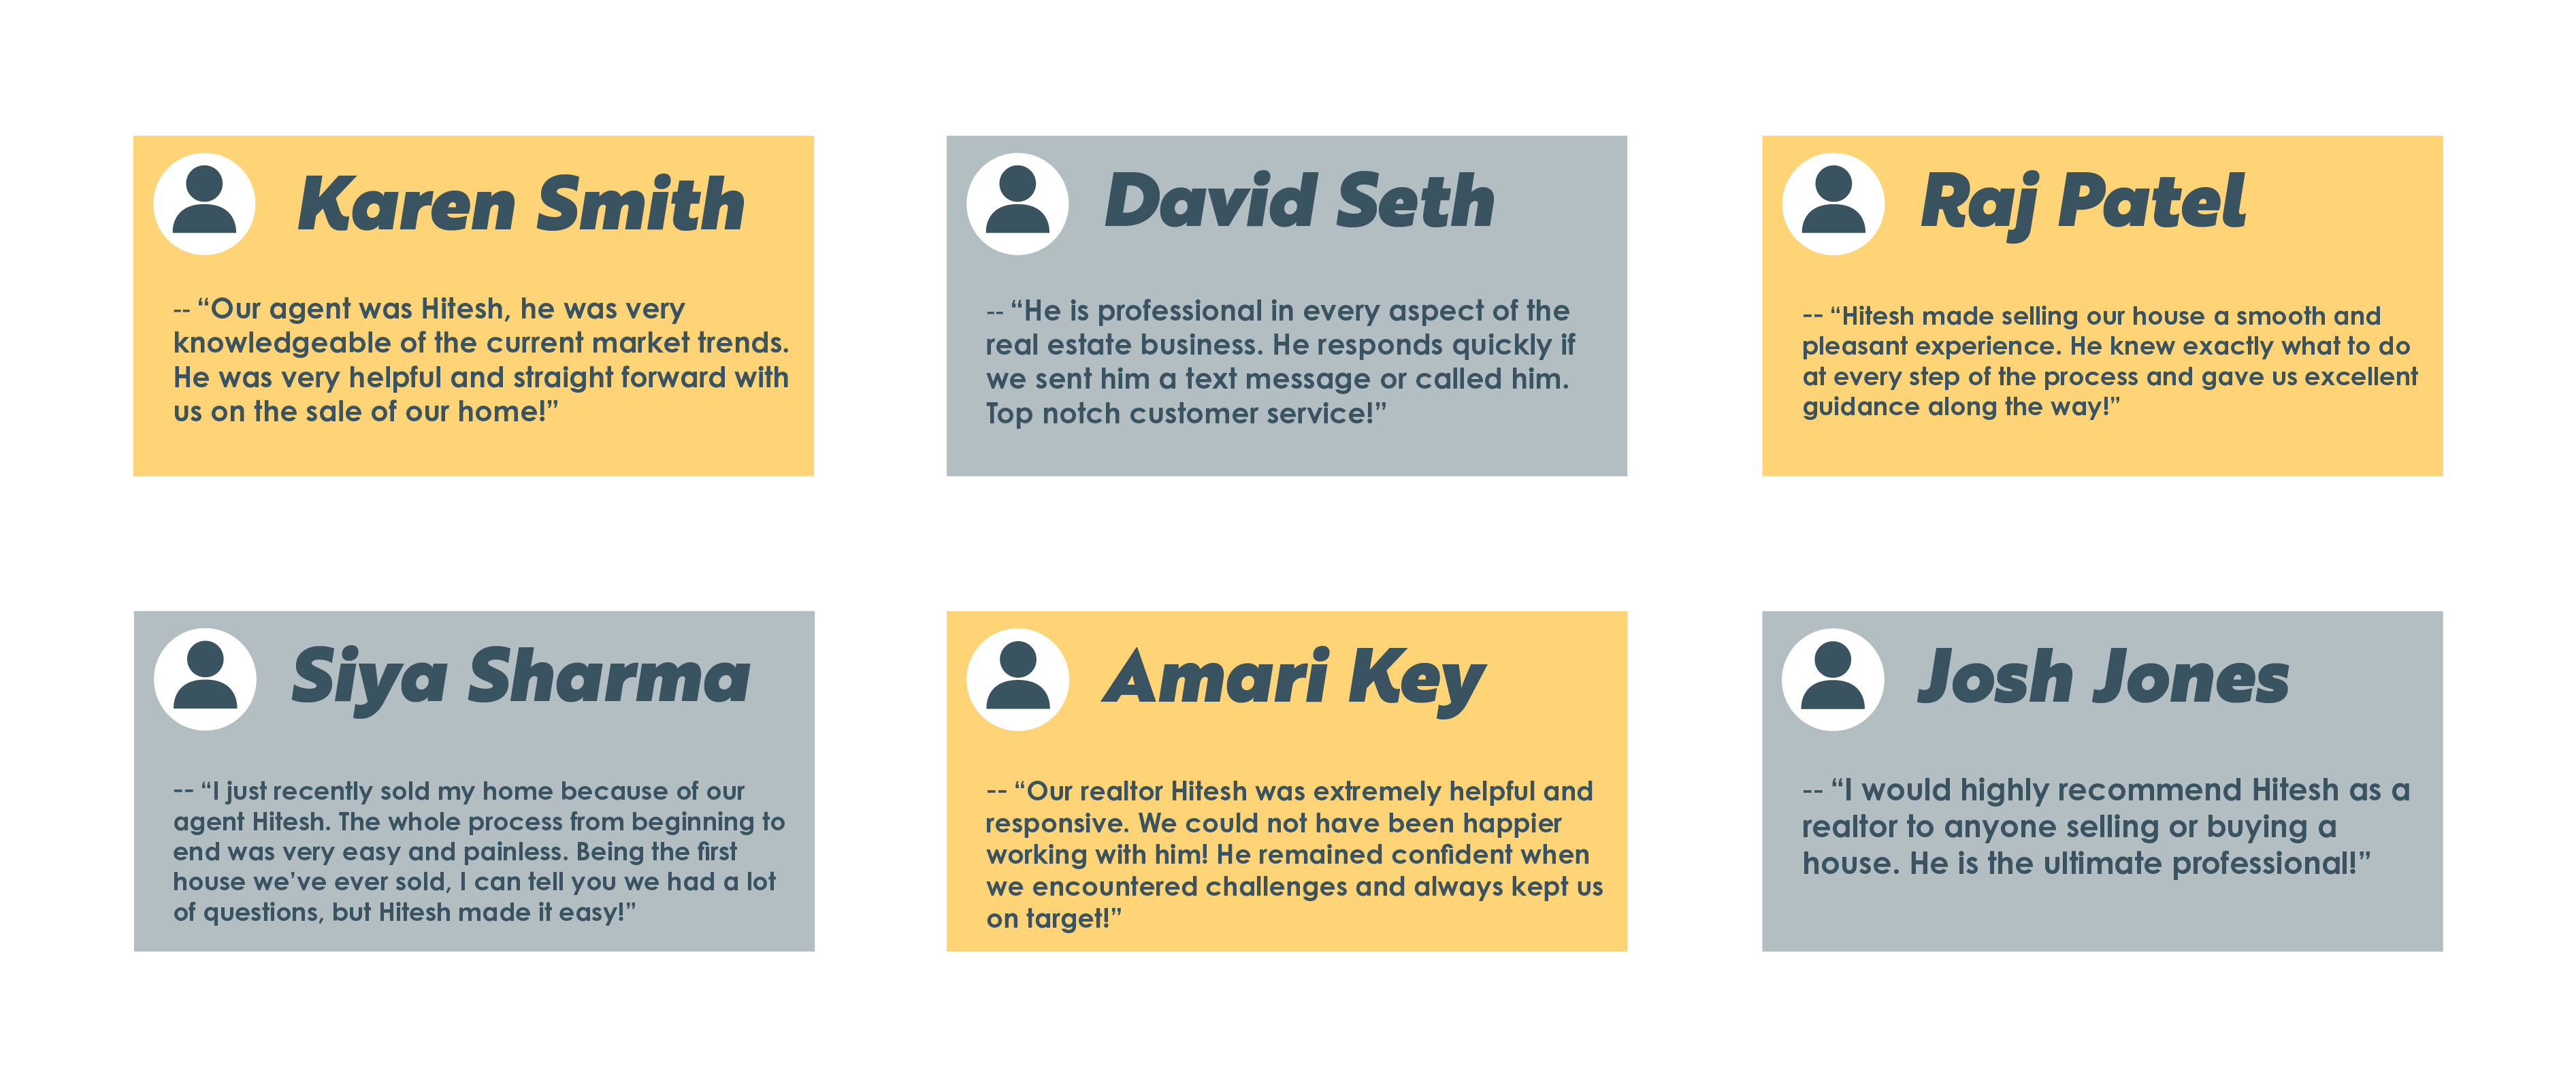 Karen Smith
-- “Our agent was Hitesh, he was very
knowledgeable of the current market trends.
He was very helpful and straight forward with
us on the sale of our home!”
David Seth
-- “He is professional in every aspect of the
real estate business. He responds quickly if
we sent him a text message or called him.
Top notch customer service!”
Raj Patel
-- “Hitesh made selling our house a smooth and
pleasant experience. He knew exactly what to do
at every step of the process and gave us excellent
guidance along the way!”
Siya Sharma
-- “I just recently sold my home because of our
agent Hitesh. The whole process from beginning to
end was very easy and painless. Being the first
house we’ve ever sold, I can tell you we had a lot
of questions, but Hitesh made it easy!”
Amari Key
-- “Our realtor Hitesh was extremely helpful and
responsive. We could not have been happier
working with him! He remained confident when
we encountered challenges and always kept us
on target!”
Josh Jones
-- “I would highly recommend Hitesh as a
realtor to anyone selling or buying a
house. He is the ultimate professional!”